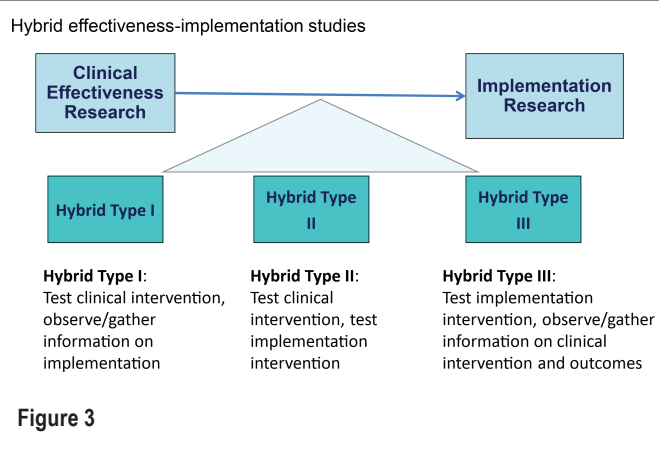 Hybrid effectiveness-implementation studies
Clinical
Effectiveness
Research
Implementation
Research
Hybrid Type I
Hybrid Type
II
Hybrid Type
III
Hybrid Type I:
Test clinical intervention,
observe/gather
information on
implementation
Hybrid Type II:
Test clinical
intervention, test
implementation
intervention
Hybrid Type III:
Test implementation
intervention, observe/gather
information on clinical
intervention and outcomes
Figure 3